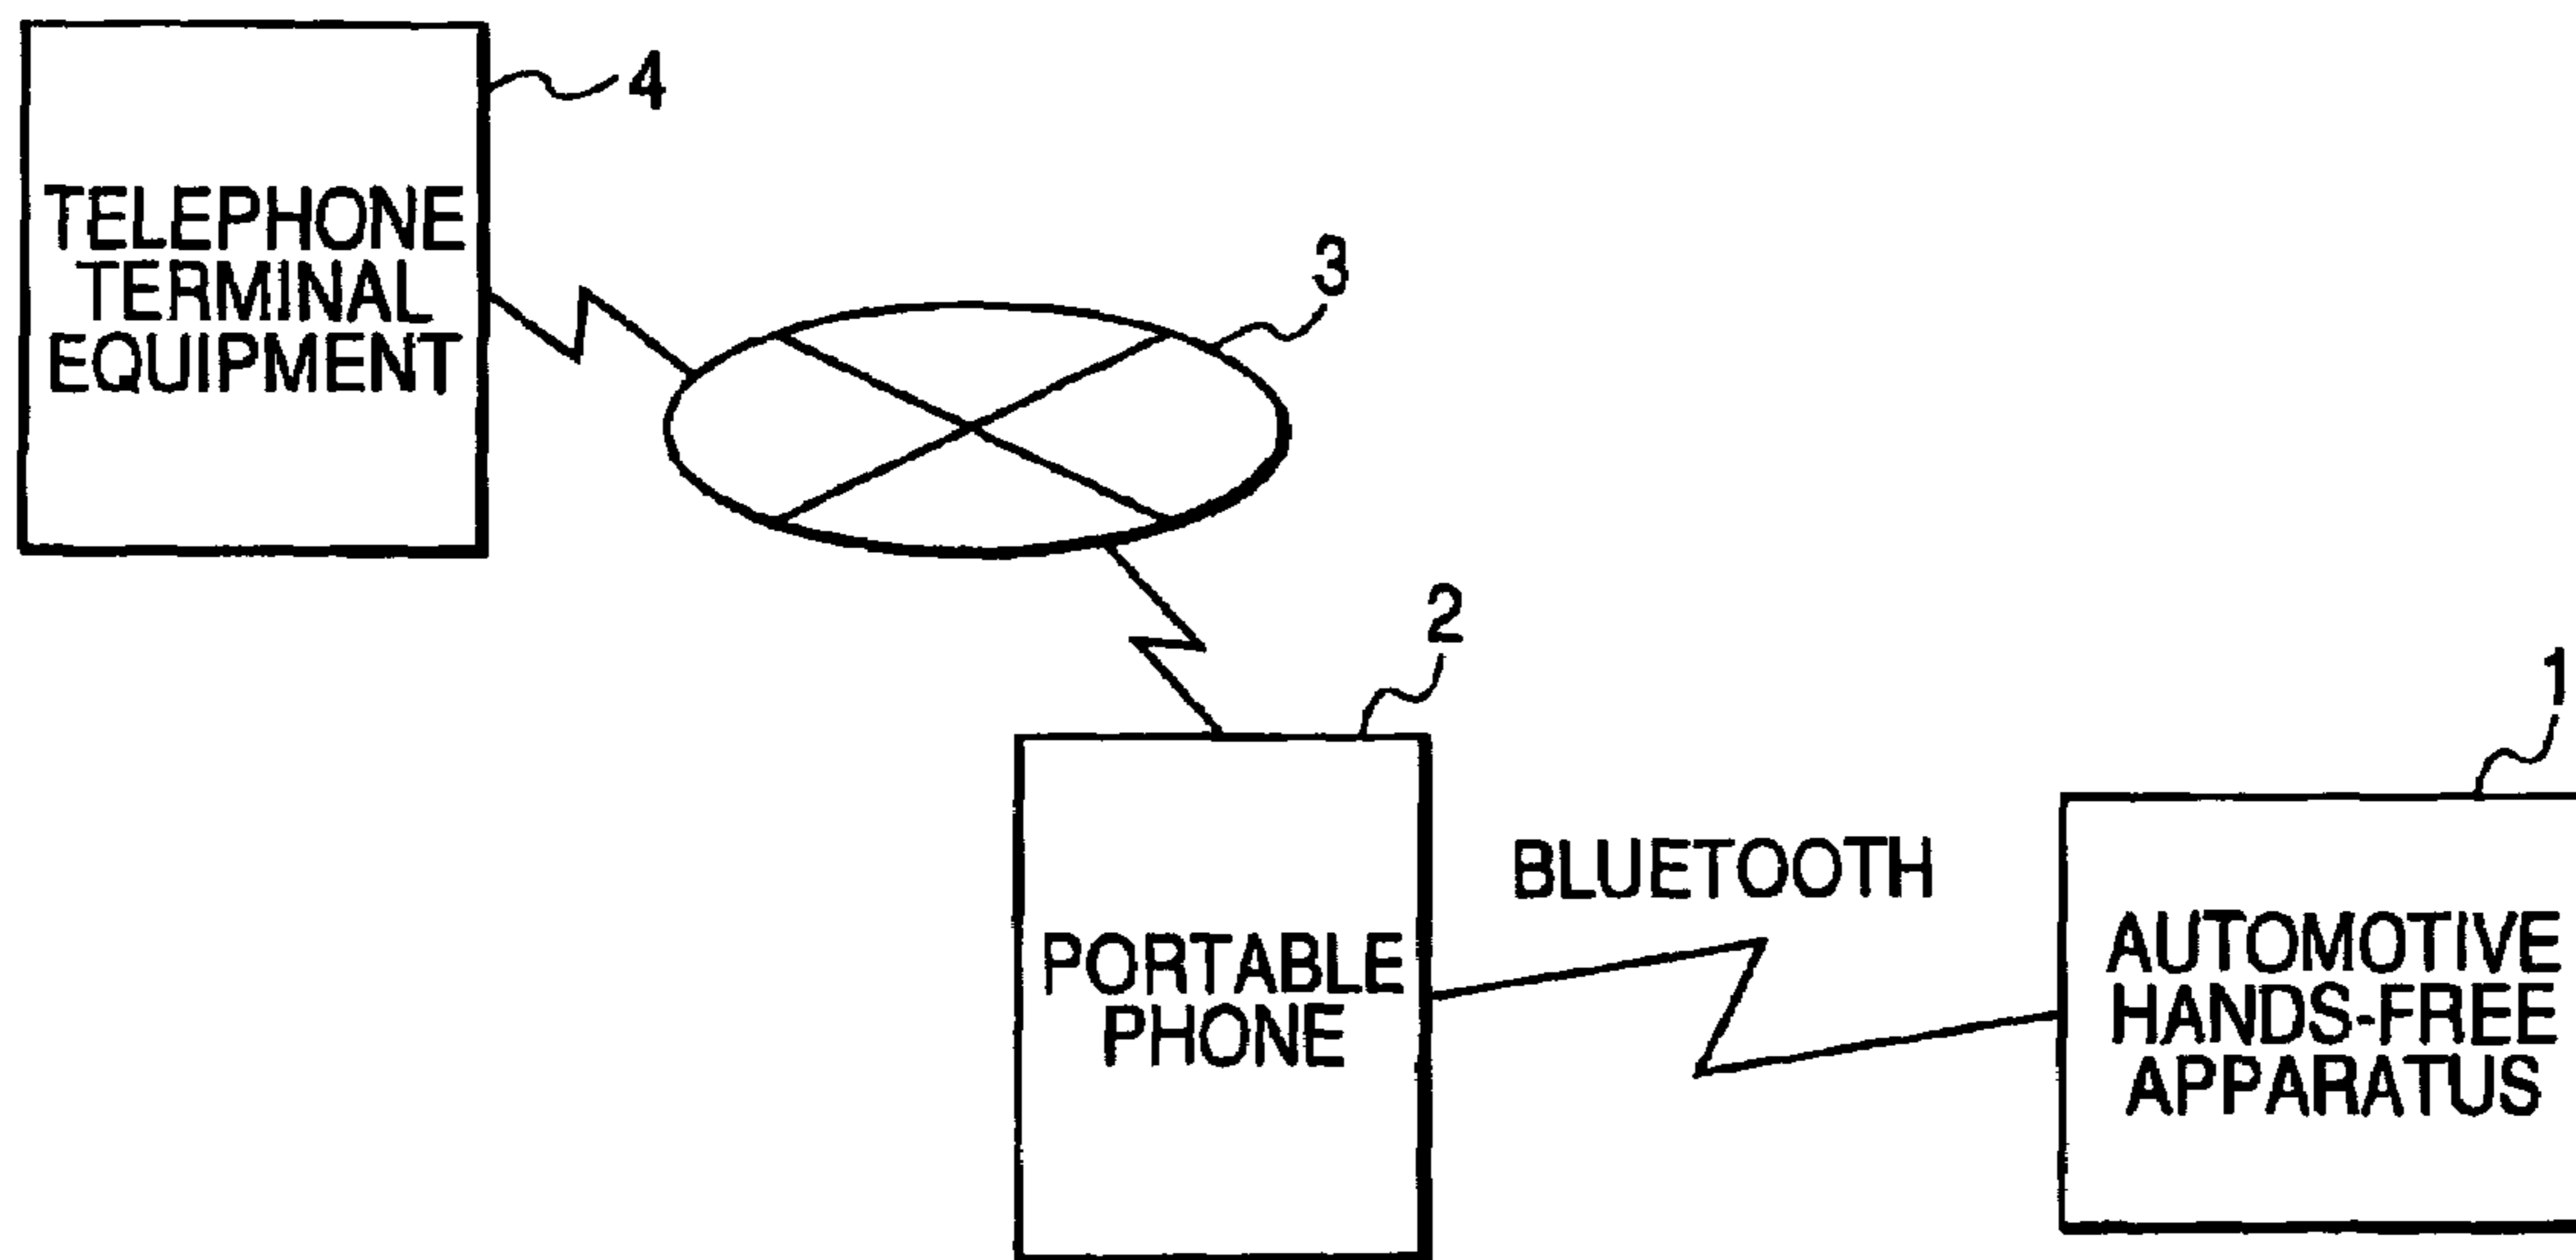 4
TELEPHONE
TERMINAL
EQUIPMENT
3
2
1
BLUETOOTH
PORTABLE
PHONE
AUTOMOTIVE
HANDS-FREE
APPARATUS